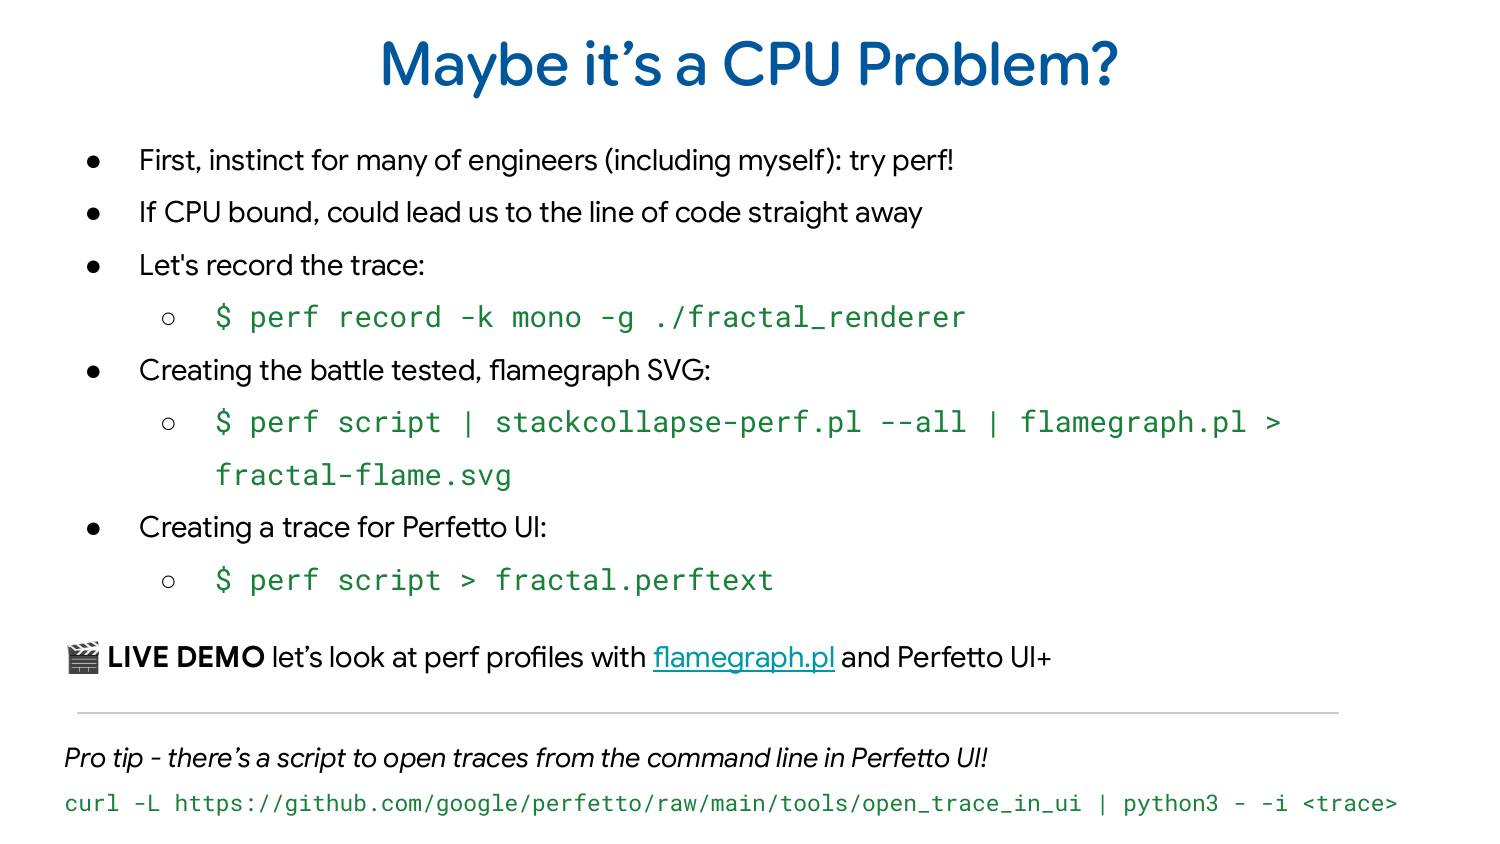 Maybe it’s a CPU Problem?
● First, instinct for many of engineers (including myself): try perf!
● If CPU bound, could lead us to the line of code straight away
● Let's record the trace:
○ $ perf record -k mono -g ./fractal_renderer
● Creating the battle tested, flamegraph SVG:
○ $ perf script | stackcollapse-perf.pl --all | flamegraph.pl >
fractal-flame.svg
● Creating a trace for Perfetto UI:
○ $ perf script > fractal.perftext
🎬 LIVE DEMO let’s look at perf profiles with flamegraph.pl and Perfetto UI+
Pro tip - there’s a script to open traces from the command line in Perfetto UI!
curl -L https://github.com/google/perfetto/raw/main/tools/open_trace_in_ui | python3 - -i <trace>